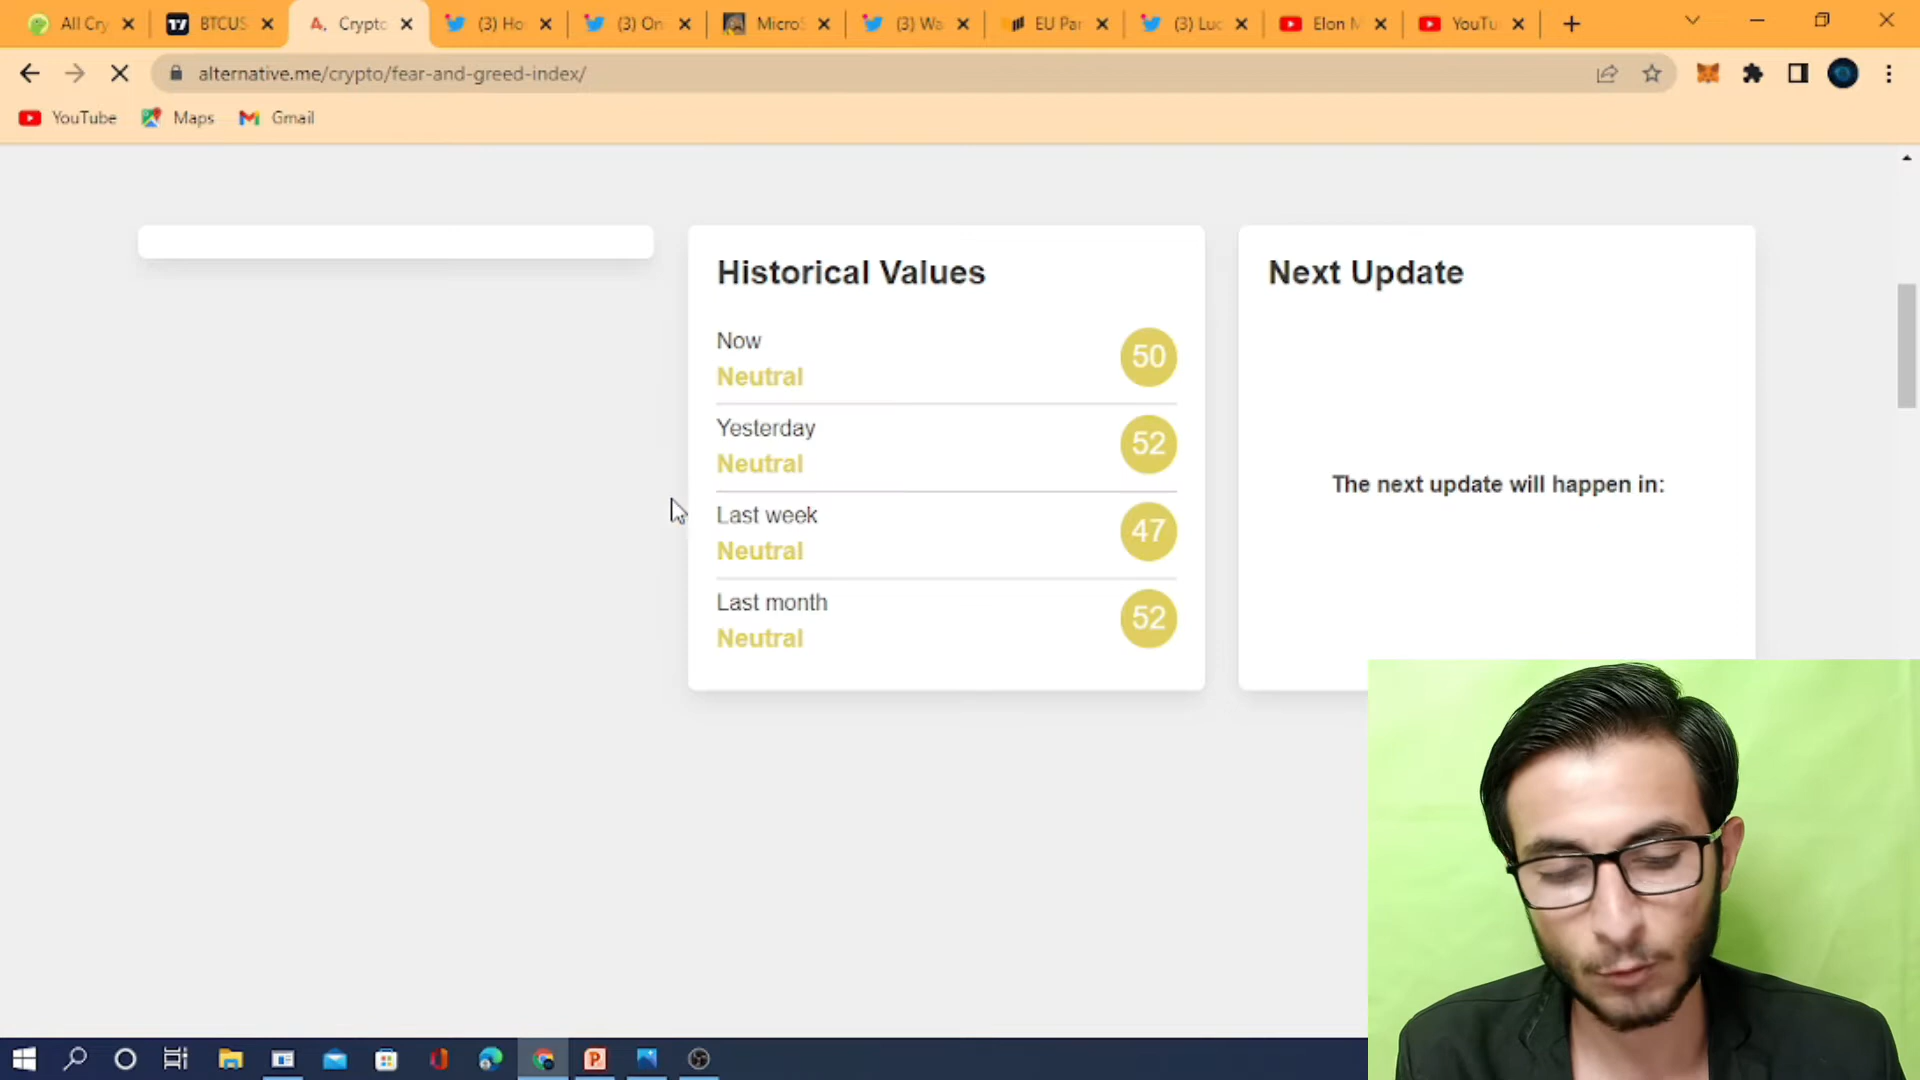 All Cry
BTCUS
Crypto
(3) Ho
(3) On
Micro
(3) Wa
EU Par
(3) Luc
Elon M
YouTu
alternative.me/crypto/fear-and-greed-index/
YouTube
Maps
Gmail
Historical Values
Now
Neutral
50
Yesterday
Neutral
52
Last week
Neutral
47
Last month
Neutral
52
Next Update
The next update will happen in: